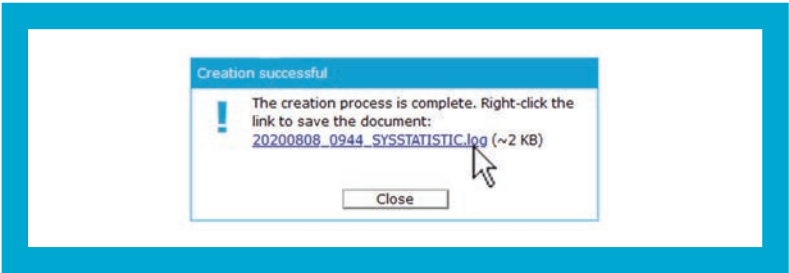 Creation successful
The creation process is complete. Right-click the
link to save the document:
20200808_0944_SYSSTATISTIC.log (~2 KB)
Close